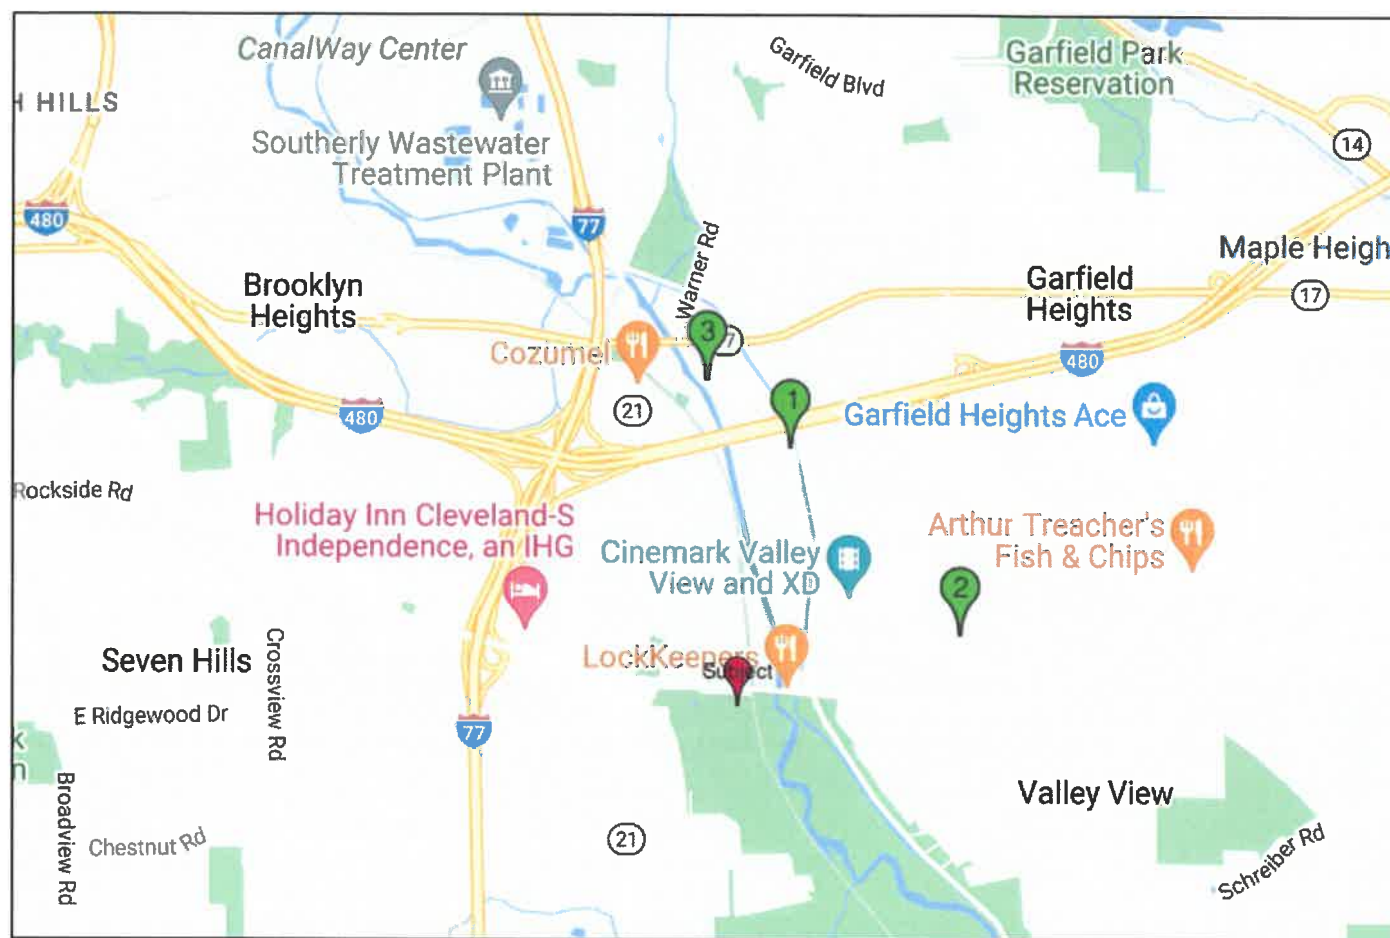 CanalWay Center
Garfield Blvd
Garfield Park
Reservation
H HILLS
14
Southerly Wastewater
Treatment Plant
480
77
Warner Rd
Maple Heigh
Brooklyn
Heights
Garfield
Heights
17
3
7
Cozumel
480
21
1
480
Garfield Heights Ace
Rockside Rd
Holiday Inn Cleveland-S
Independence, an IHG
Arthur Treacher's
Fish & Chips
Cinemark Valley
View and XD
2
Seven Hills
Crossview Rd
LockKeepers
Subject
E Ridgewood Dr
77
k
n
Broadview Rd
Valley View
Chestnut Rd
21
Schreiber Rd